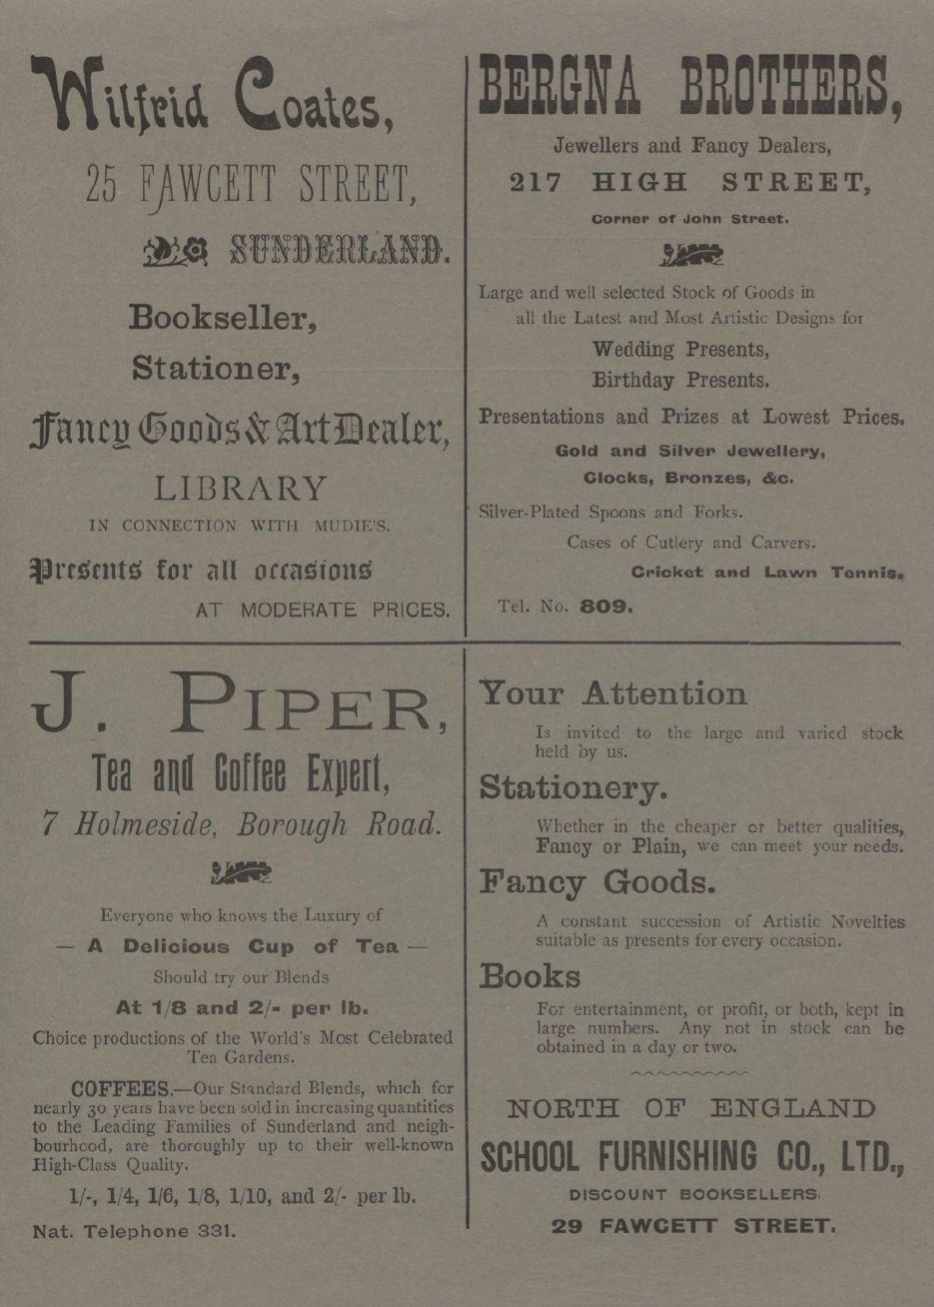 Wilfrid Coates,
25 FAWCETT STREET,
SUNDERLAND.
Bookseller,
Stationer,
Fancy Goods & Art Dealer,
LIBRARY
IN CONNECTION WITH MUDIE'S.
Presents for all occasions
AT MODERATE PRICES.
BERGNA BROTHERS,
Jewellers and Fancy Dealers,
217 HIGH STREET,
Corner of John Street.
Large and well selected Stock of Goods in
all the Latest and Most Artistic Designs for
Wedding Presents,
Birthday Presents.
Presentations and Prizes at Lowest Prices.
Gold and Silver Jewellery,
Clocks, Bronzes, &c.
Silver-Plated Spoons and Forks.
Cases of Cutlery and Carvers.
Cricket and Lawn Tennis.
Tel. No. 809.
J. PIPER,
Tea and Coffee Expert,
7 Holmeside, Borough Road.
Everyone who knows the Luxury of
— A Delicious Cup of Tea —
Should try our Blends
At 1/8 and 2/- per lb.
Choice productions of the World's Most Celebrated
Tea Gardens.
COFFEES.—Our Standard Blends, which for
nearly 30 years have been sold in increasing quantities
to the Leading Families of Sunderland and neigh-
bourhood, are thoroughly up to their well-known
High-Class Quality.
1/-, 1/4, 1/6, 1/8, 1/10, and 2/- per lb.
Nat. Telephone 331.
Your Attention
Is invited to the large and varied stock
held by us.
Stationery.
Whether in the cheaper or better qualities,
Fancy or Plain, we can meet your needs.
Fancy Goods.
A constant succession of Artistic Novelties
suitable as presents for every occasion.
Books
For entertainment, or profit, or both, kept in
large numbers. Any not in stock can be
obtained in a day or two.
NORTH OF ENGLAND
SCHOOL FURNISHING CO., LTD.,
DISCOUNT BOOKSELLERS.
29 FAWCETT STREET.